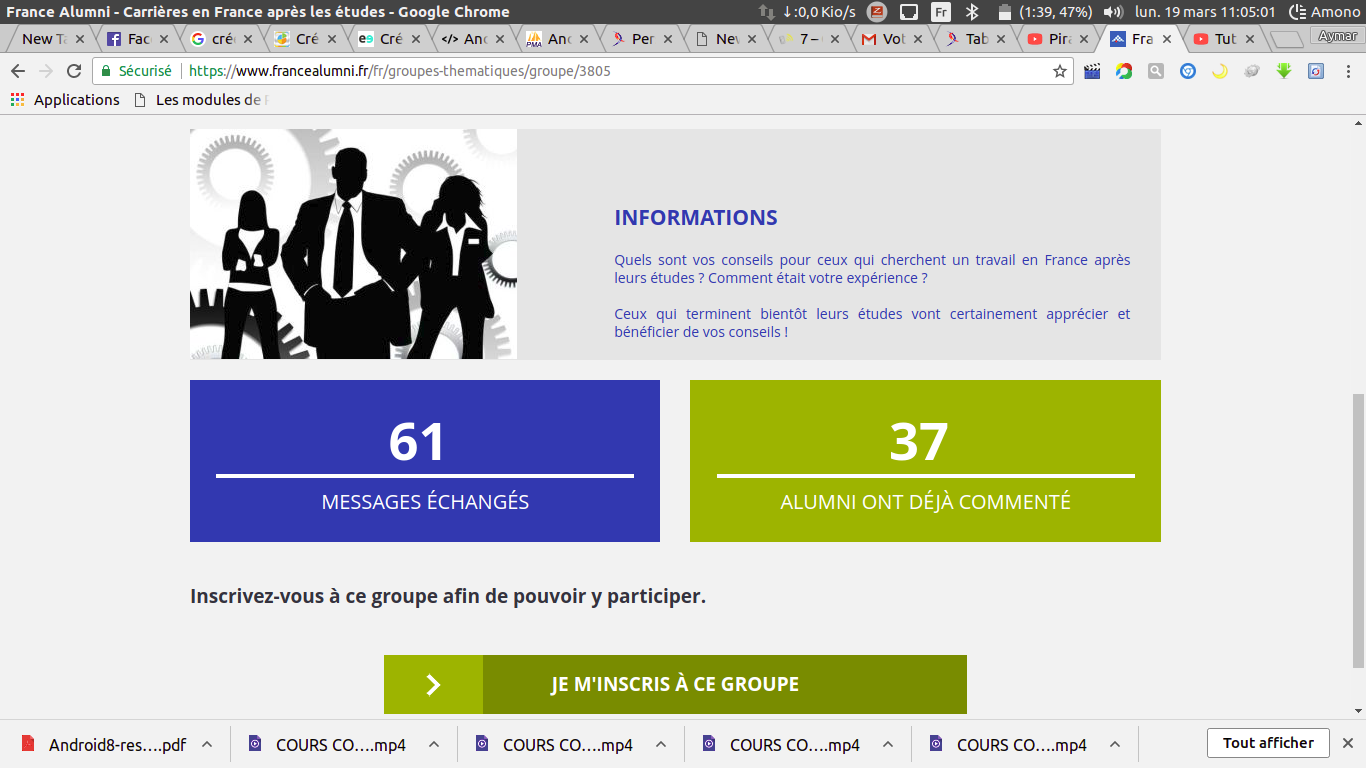 France Alumni - Carrières en France après les études - Google Chrome
↓:0,0 Kio/s Fr (1:39, 47%) lun. 19 mars 11:05:01 Amono
New Ta Fac cré Cré Cré Anc Anc Per Nev 7 – Vot Tab Pira Fra Tut Aymar
Sécurisé https://www.francealumni.fr/fr/groupes-thematiques/groupe/3805
Applications Les modules de
INFORMATIONS
Quels sont vos conseils pour ceux qui cherchent un travail en France après
leurs études ? Comment était votre expérience ?
Ceux qui terminent bientôt leurs études vont certainement apprécier et
bénéficier de vos conseils !
61
MESSAGES ÉCHANGÉS
37
ALUMNI ONT DÉJÀ COMMENTÉ
Inscrivez-vous à ce groupe afin de pouvoir y participer.
JE M'INSCRIS À CE GROUPE
Android8-res....pdf COURS CO....mp4 COURS CO....mp4 COURS CO....mp4 COURS CO....mp4 Tout afficher